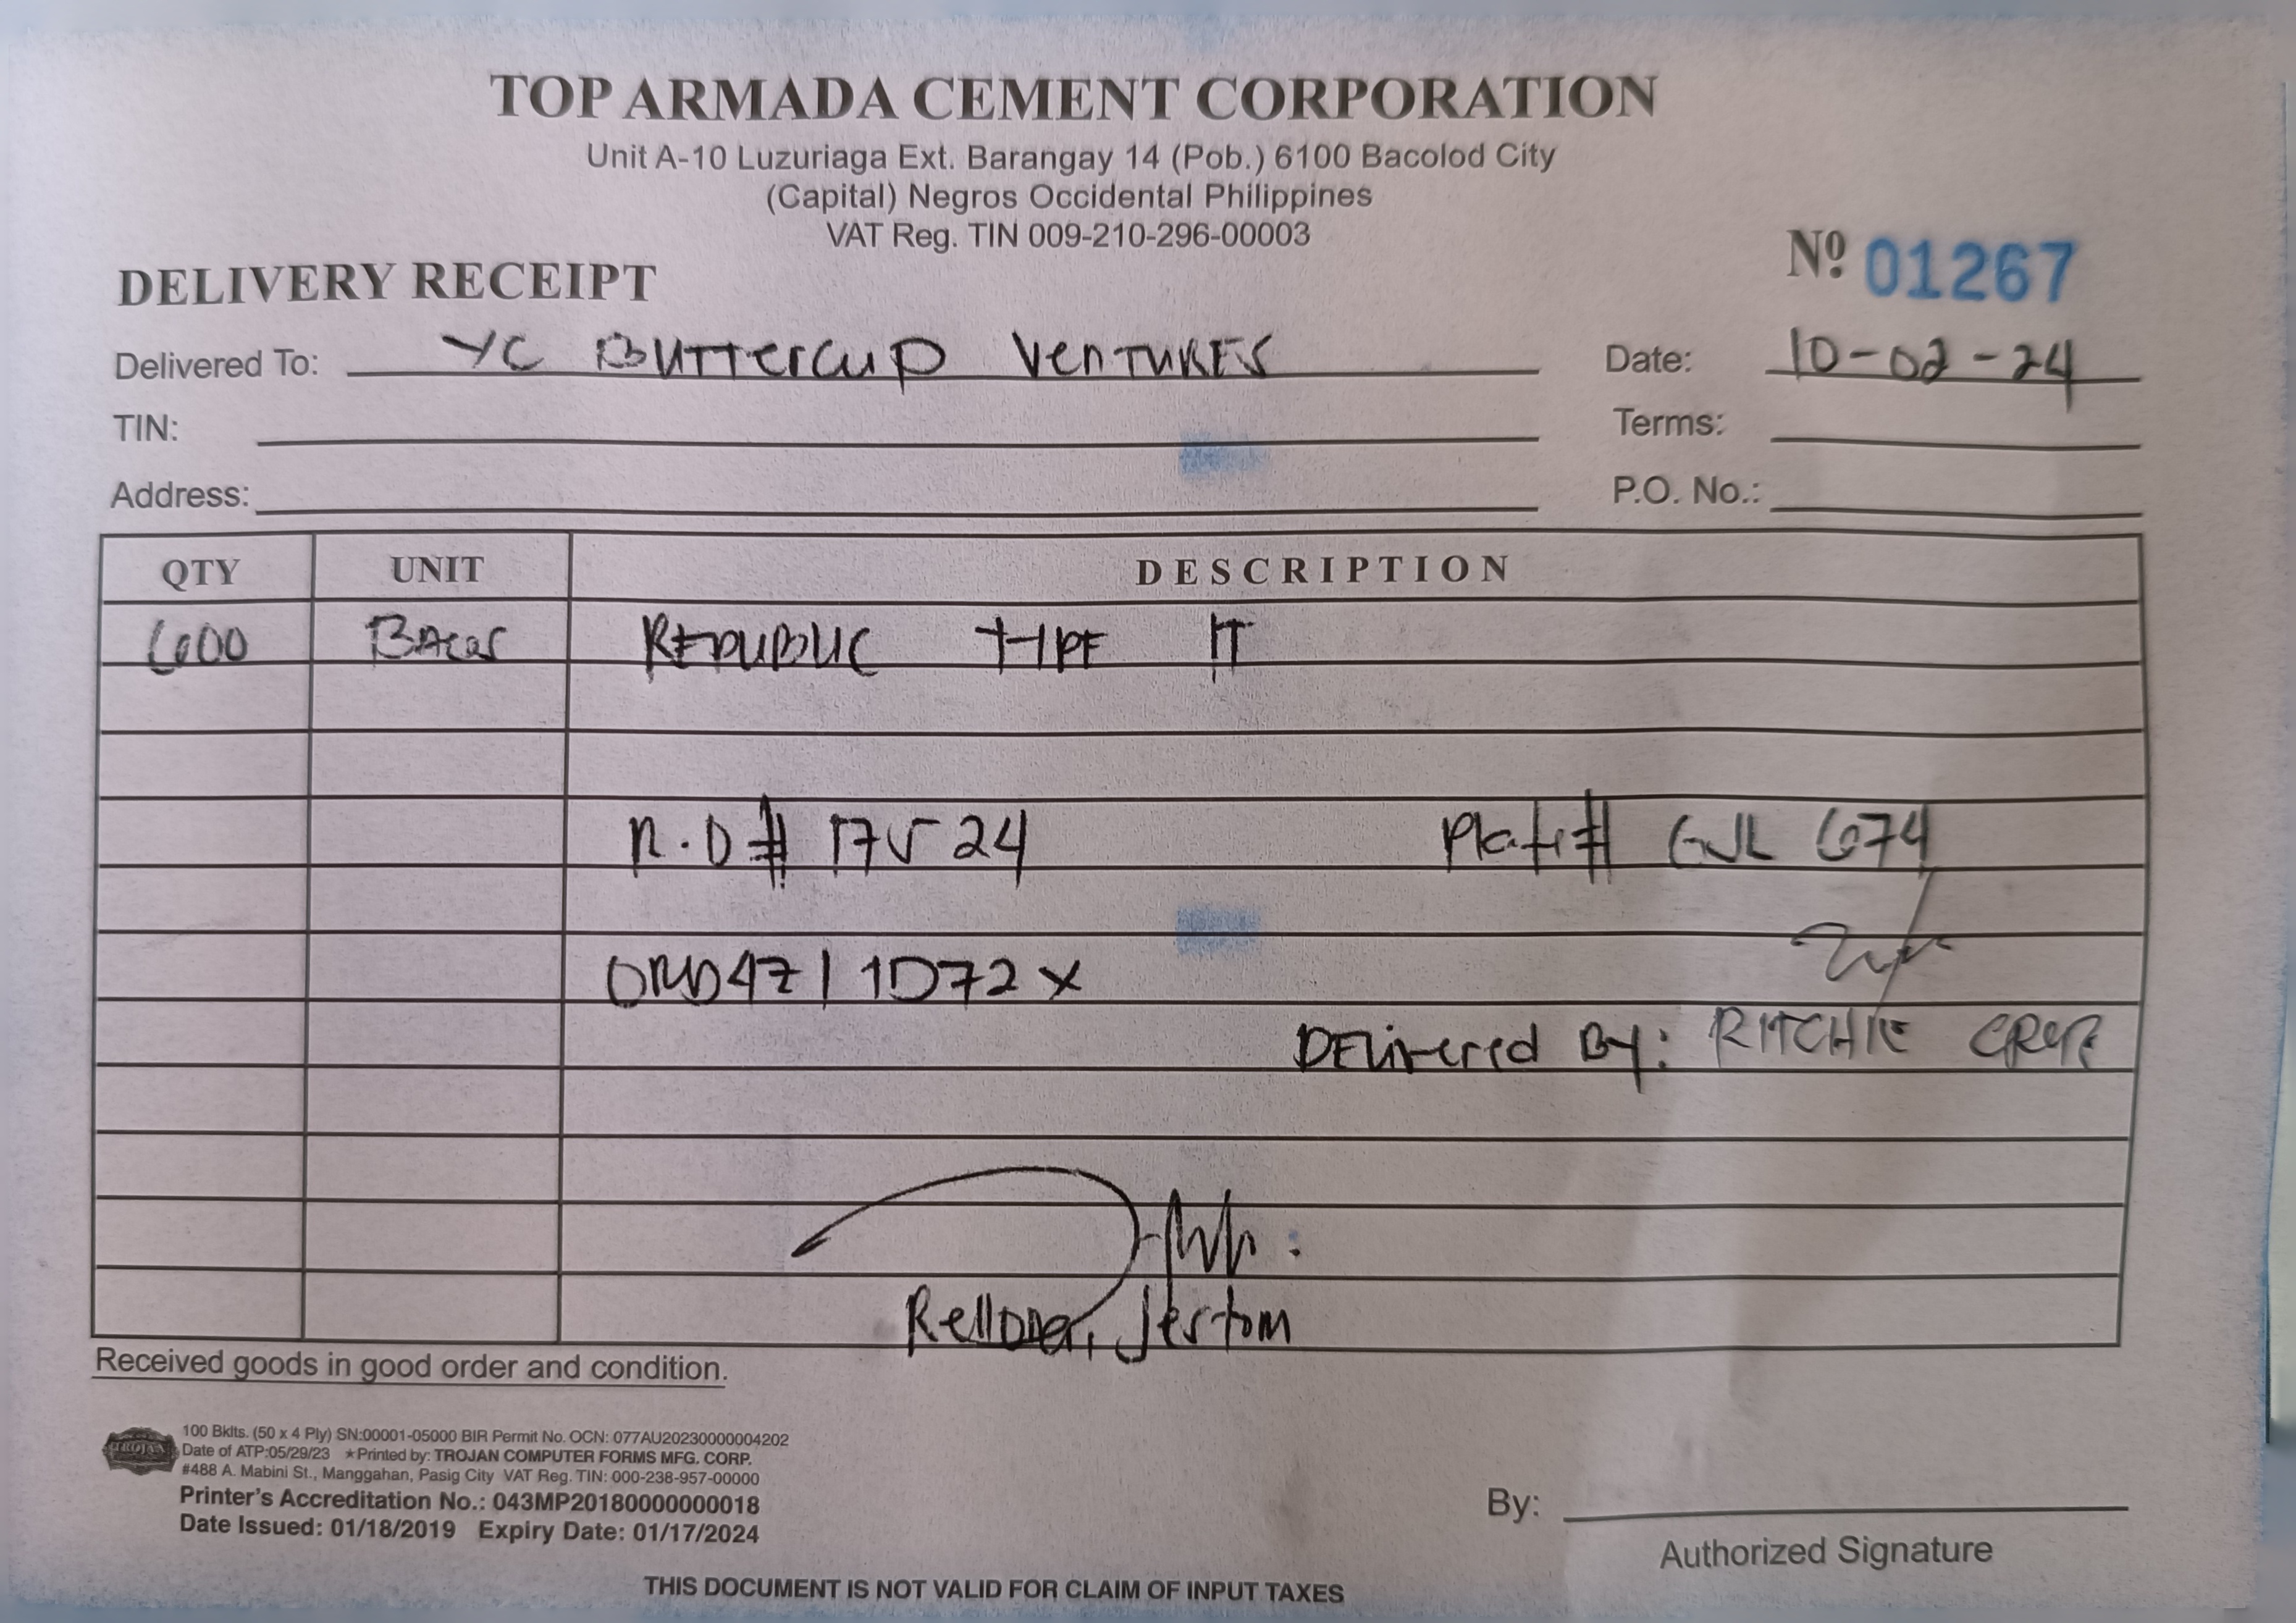 TOP ARMADA CEMENT CORPORATION
Unit A-10 Luzuriaga Ext. Barangay 14 (Pob.) 6100 Bacolod City
(Capital) Negros Occidental Philippines
VAT Reg. TIN 009-210-296-00003
DELIVERY RECEIPT Nº 01267
Delivered To: YC BUTTERCUP VENTURES Date: 10-02-24
TIN: Terms:
Address: P.O. No.:
QTY UNIT DESCRIPTION
600 BAGS REPUBLIC TYPE
17524 Plate# 674
Delivered By: RITCHIE
Jestom
Received goods in good order and condition.
TROJAN
100 Bklts. (50 x 4 Ply) SN:00001-05000 BIR Permit No. OCN: 077AU20230000004202
Date of ATP:05/29/23 ★Printed by: TROJAN COMPUTER FORMS MFG. CORP.
#488 A. Mabini St., Manggahan, Pasig City VAT Reg. TIN: 000-238-957-00000
Printer's Accreditation No.: 043MP20180000000018
Date Issued: 01/18/2019 Expiry Date: 01/17/2024
By:
Authorized Signature
THIS DOCUMENT IS NOT VALID FOR CLAIM OF INPUT TAXES